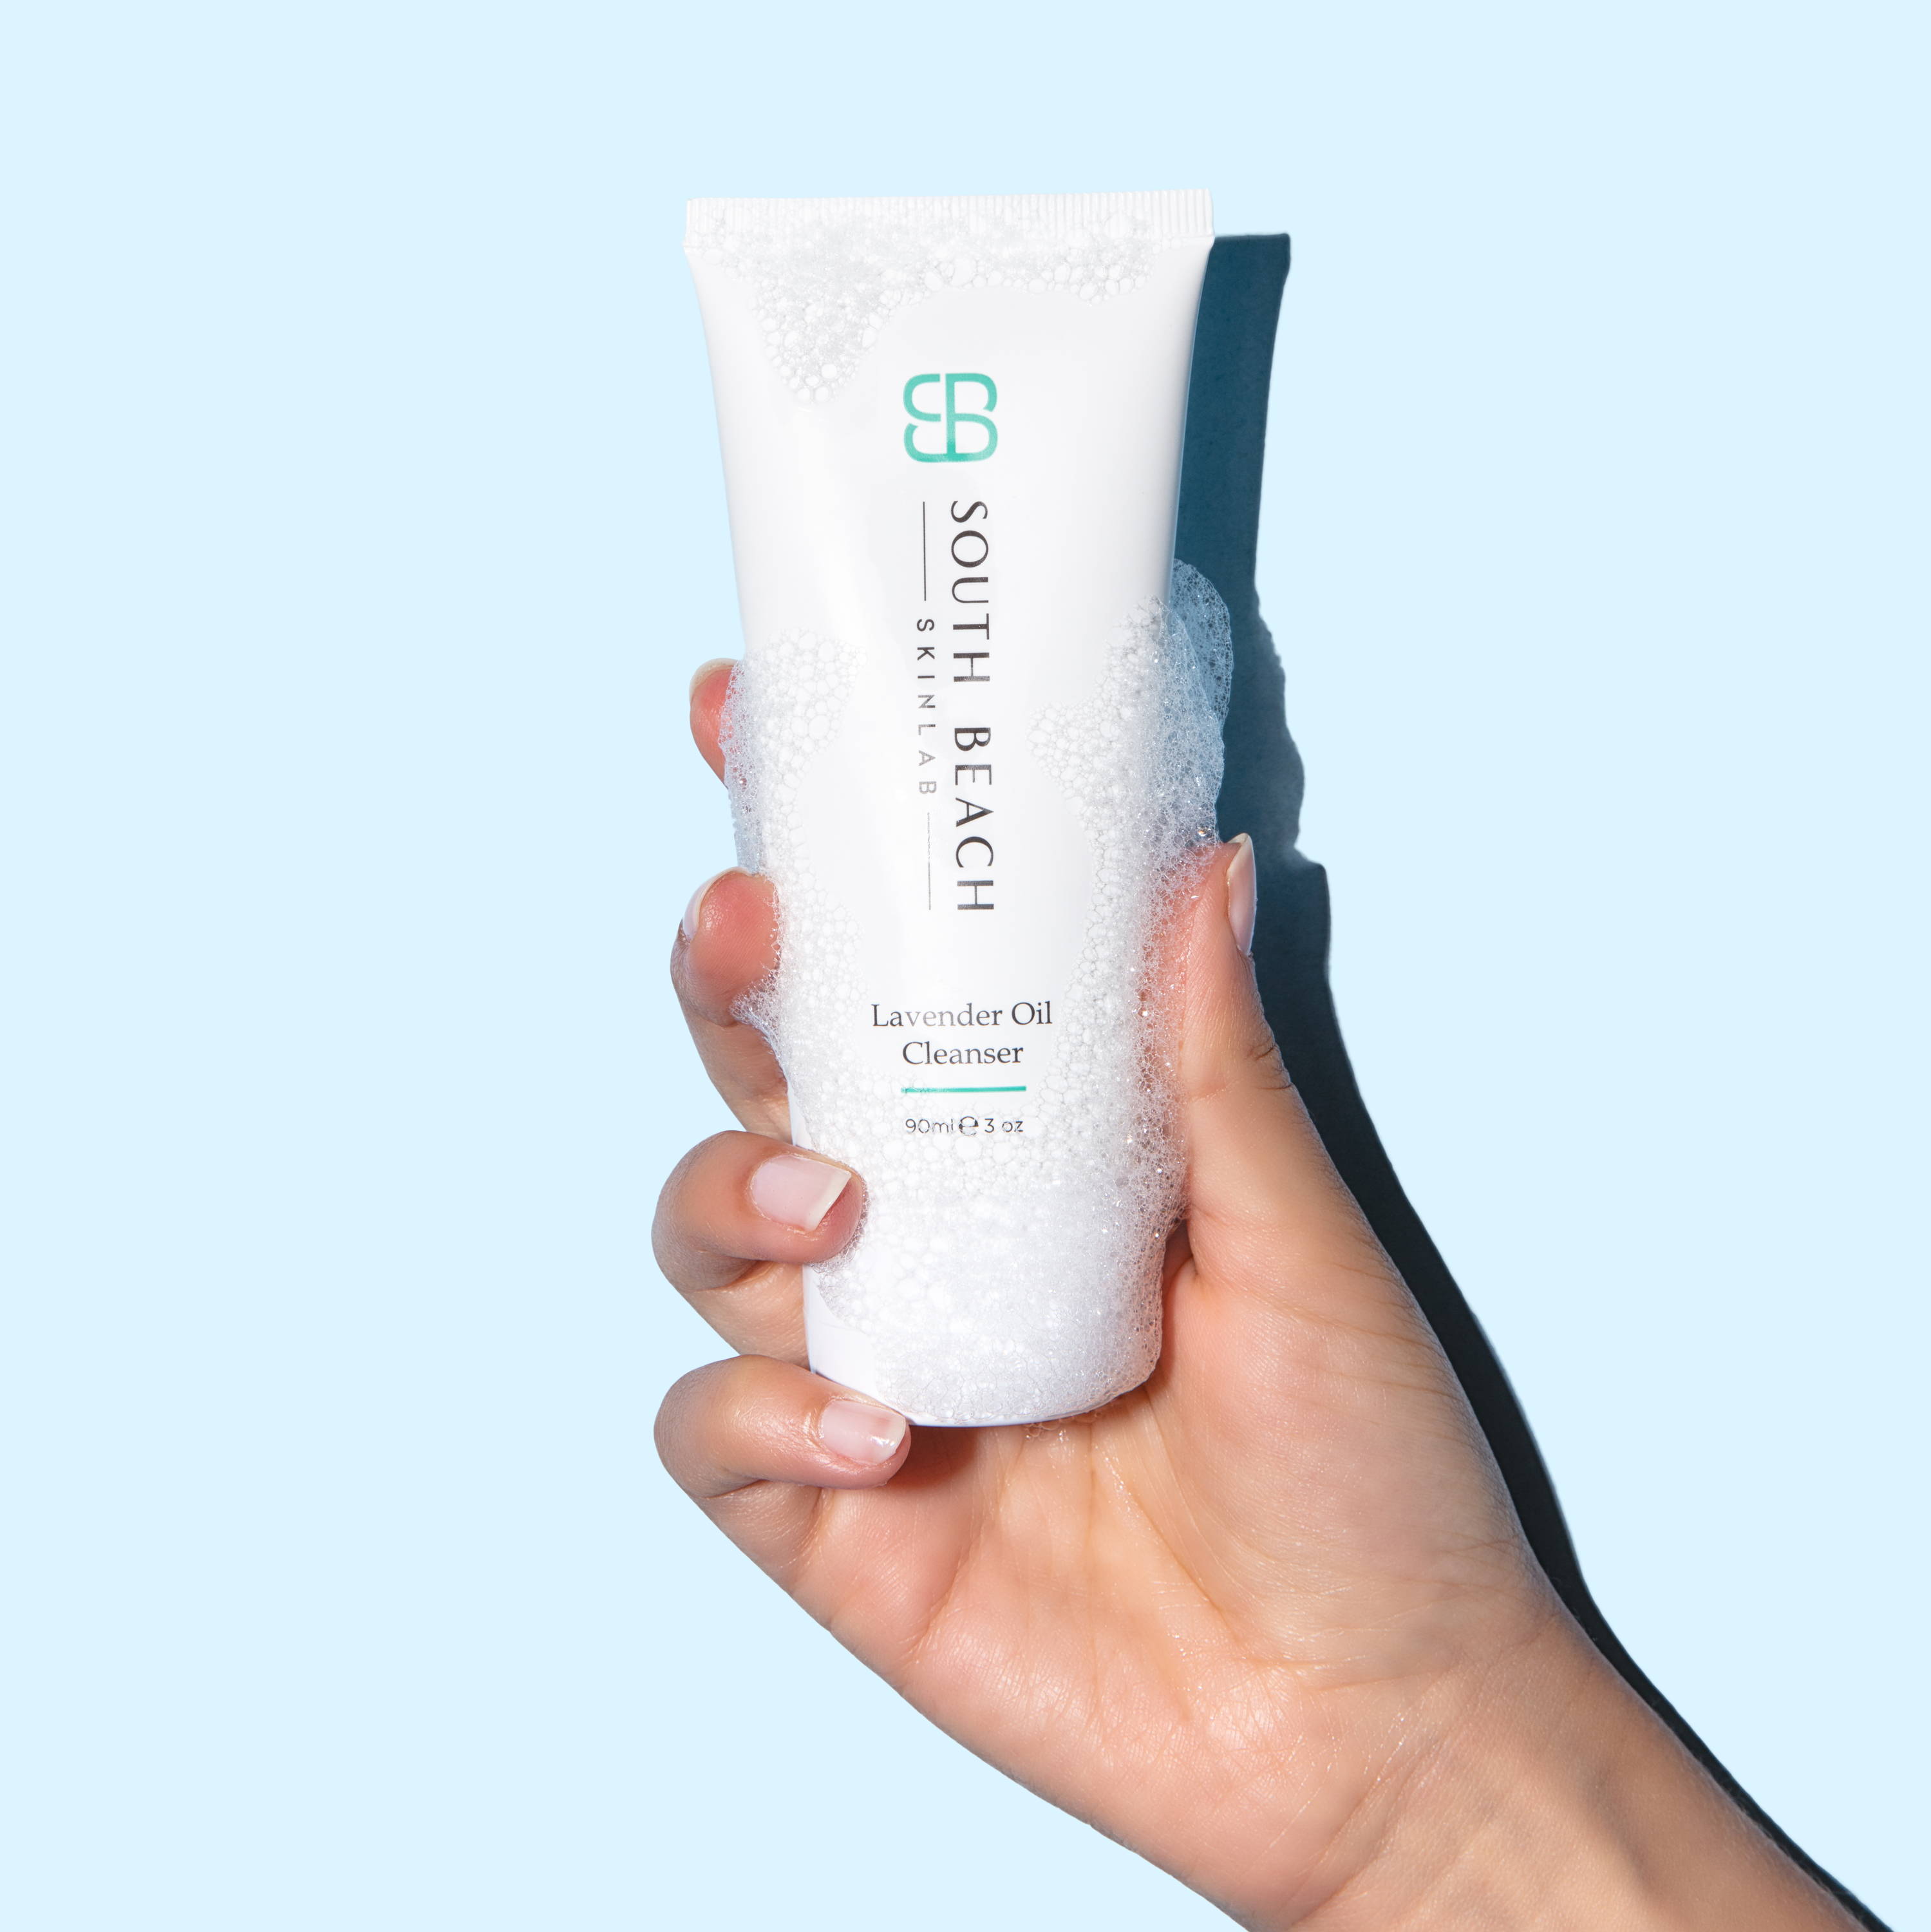 SB
SOUTH BEACH
SKINLAB
Lavender Oil
Cleanser
90ml ℮ 3 oz